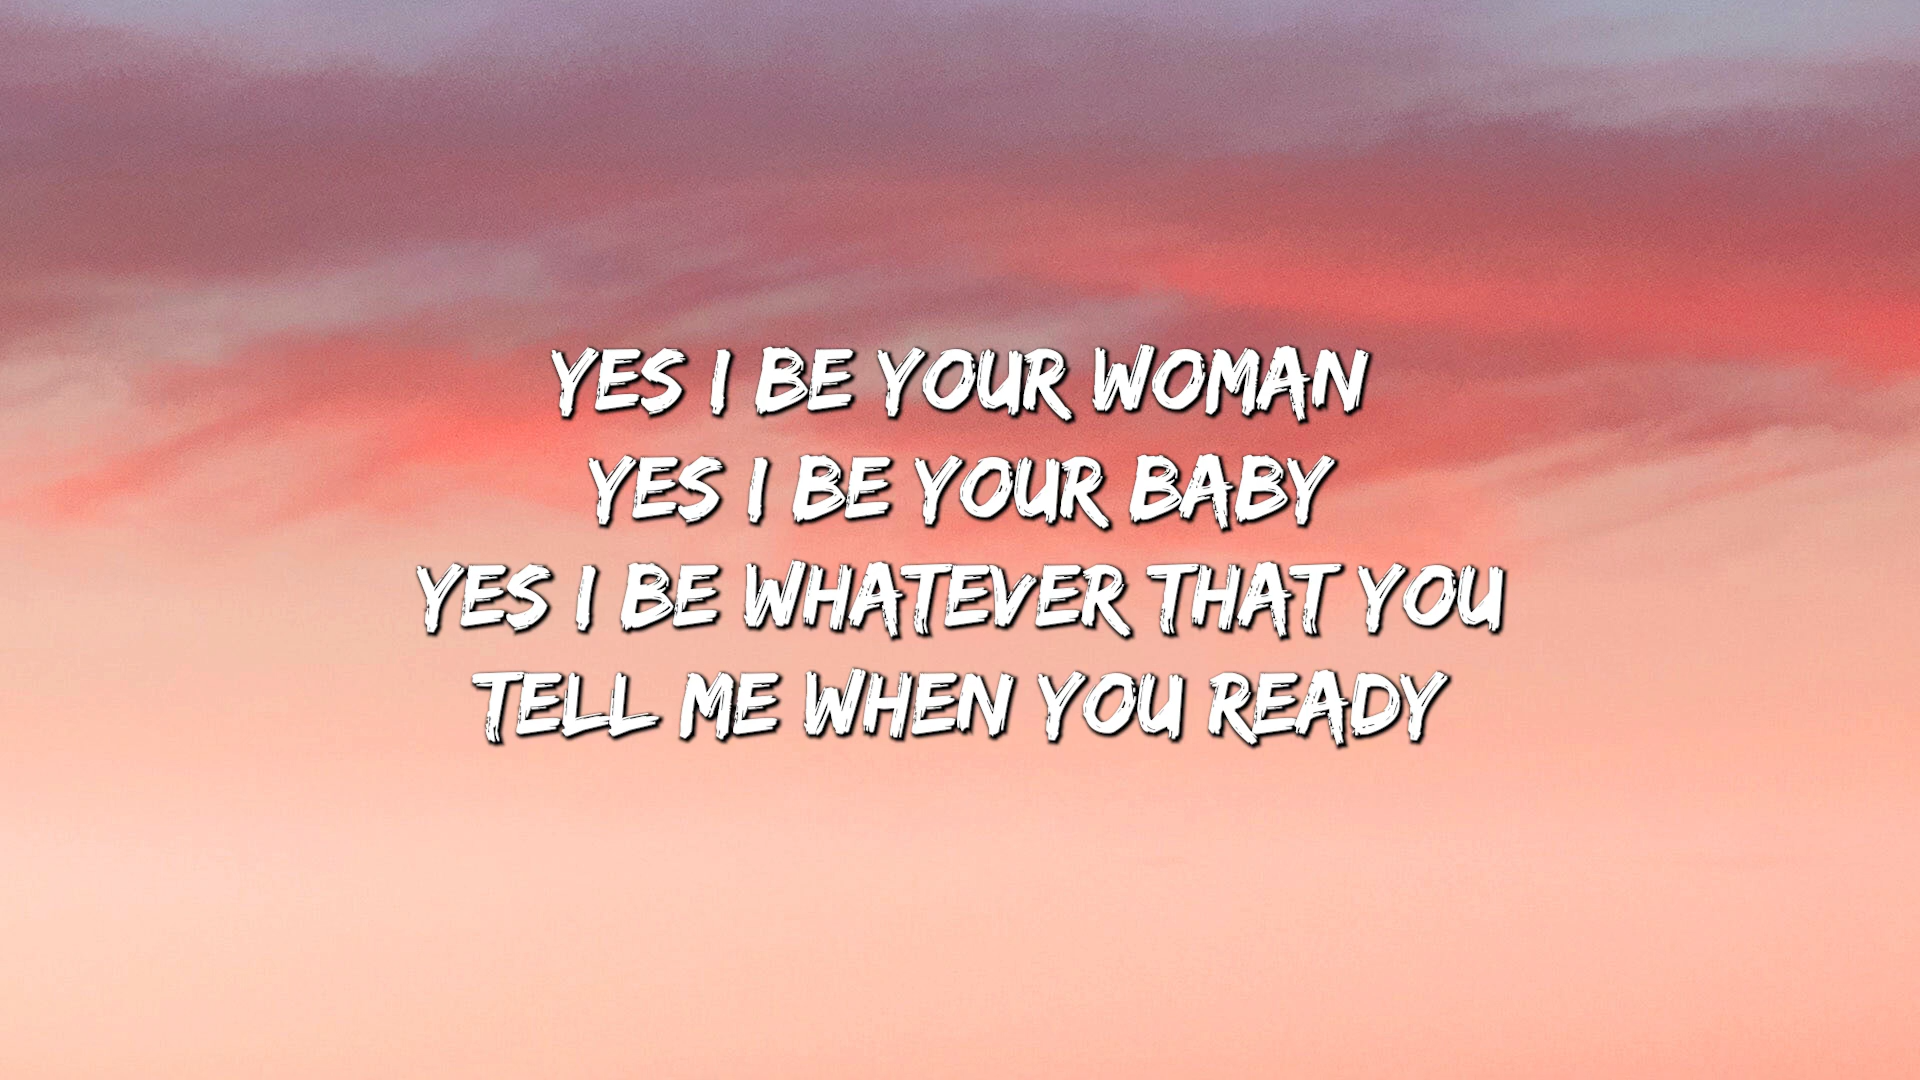 YES I BE YOUR WOMAN
YES I BE YOUR BABY
YES I BE WHATEVER THAT YOU
TELL ME WHEN YOU READY